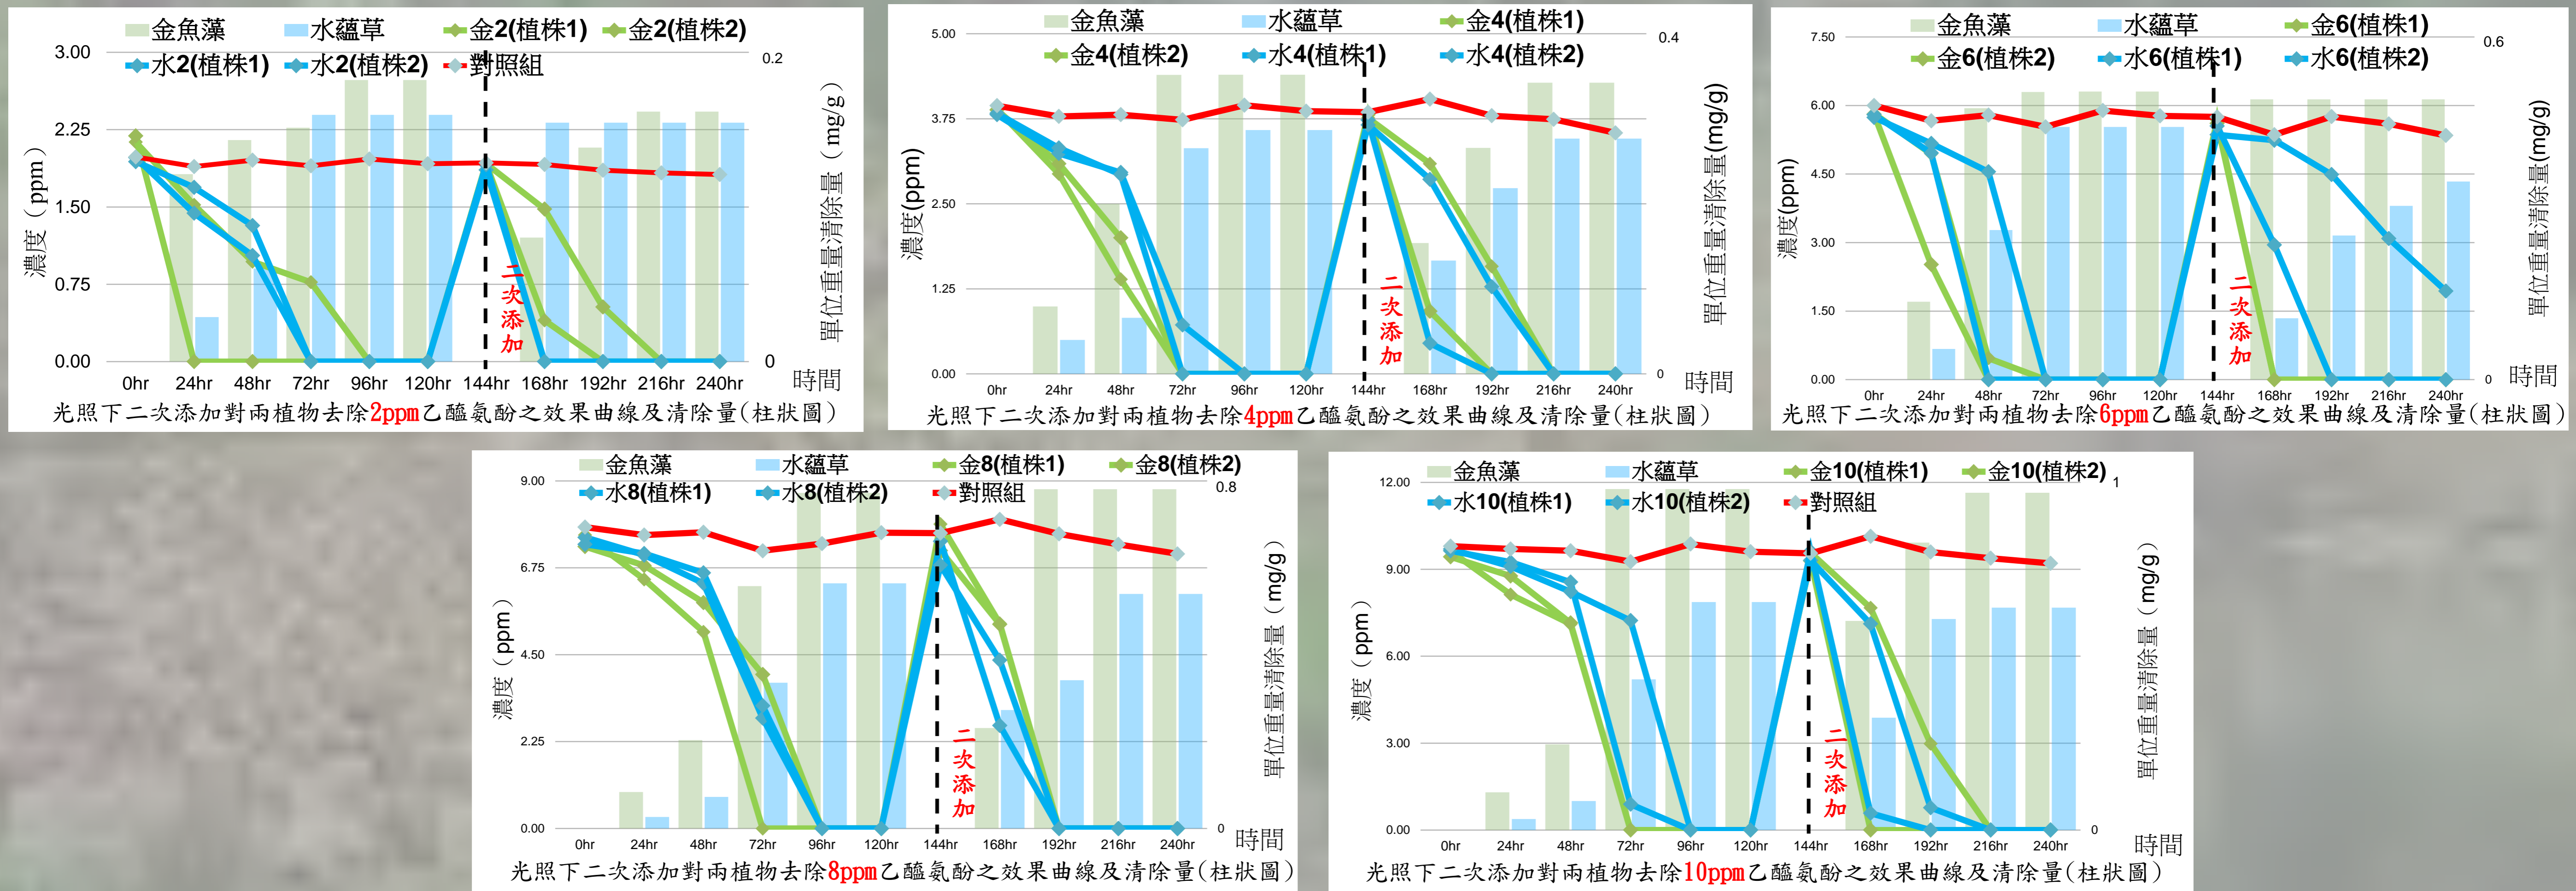 金魚藻 水蘊草 金2(植株1) 金2(植株2)
水2(植株1) 水2(植株2) 對照組
3.00
2.25
1.50
0.75
0.00
0.2
0
濃度（ppm）
單位重量清除量（mg/g）
二次添加
0hr 24hr 48hr 72hr 96hr 120hr 144hr 168hr 192hr 216hr 240hr 時間
光照下二次添加對兩植物去除2ppm乙醯氨酚之效果曲線及清除量(柱狀圖)
金魚藻 水蘊草 金4(植株1)
金4(植株2) 水4(植株1) 水4(植株2)
5.00
3.75
2.50
1.25
0.00
0.4
0
濃度(ppm)
單位重量清除量(mg/g)
二次添加
0hr 24hr 48hr 72hr 96hr 120hr 144hr 168hr 192hr 216hr 240hr 時間
光照下二次添加對兩植物去除4ppm乙醯氨酚之效果曲線及清除量(柱狀圖)
金魚藻 水蘊草 金6(植株1)
金6(植株2) 水6(植株1) 水6(植株2)
7.50
6.00
4.50
3.00
1.50
0.00
0.6
0
濃度(ppm)
單位重量清除量(mg/g)
二次添加
0hr 24hr 48hr 72hr 96hr 120hr 144hr 168hr 192hr 216hr 240hr 時間
光照下二次添加對兩植物去除6ppm乙醯氨酚之效果曲線及清除量(柱狀圖)
金魚藻 水蘊草 金8(植株1) 金8(植株2)
水8(植株1) 水8(植株2) 對照組
9.00
6.75
4.50
2.25
0.00
0.8
0
濃度（ppm）
單位重量清除量（mg/g）
二次添加
0hr 24hr 48hr 72hr 96hr 120hr 144hr 168hr 192hr 216hr 240hr 時間
光照下二次添加對兩植物去除8ppm乙醯氨酚之效果曲線及清除量(柱狀圖)
金魚藻 水蘊草 金10(植株1) 金10(植株2)
水10(植株1) 水10(植株2) 對照組
12.00
9.00
6.00
3.00
0.00
1
0
濃度（ppm）
單位重量清除量（mg/g）
二次添加
0hr 24hr 48hr 72hr 96hr 120hr 144hr 168hr 192hr 216hr 240hr 時間
光照下二次添加對兩植物去除10ppm乙醯氨酚之效果曲線及清除量(柱狀圖)